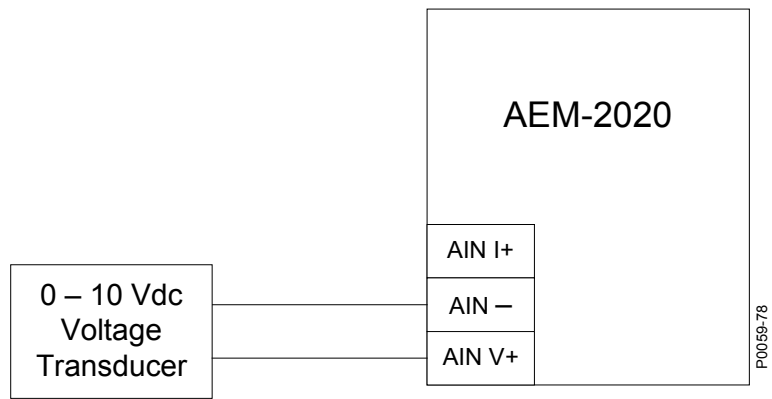 AEM-2020
AIN I+
AIN –
AIN V+
0 – 10 Vdc
Voltage
Transducer
P0059-78